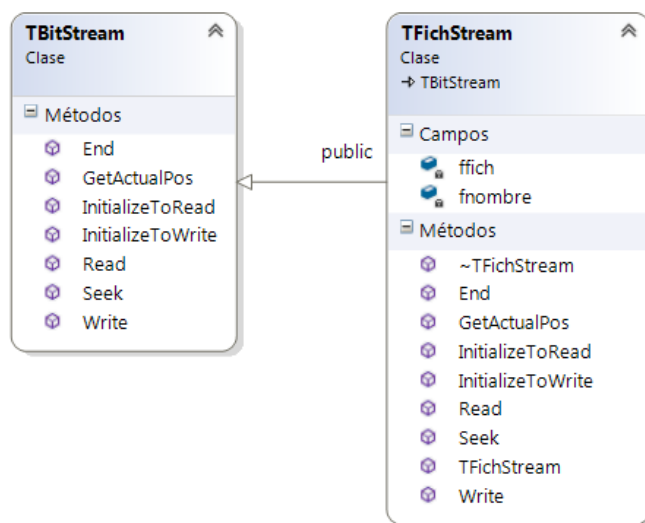 TBitStream
Clase
Métodos
End
GetActualPos
InitializeToRead
InitializeToWrite
Read
Seek
Write
public
TFichStream
Clase
TBitStream
Campos
ffich
fnombre
Métodos
~TFichStream
End
GetActualPos
InitializeToRead
InitializeToWrite
Read
Seek
TFichStream
Write